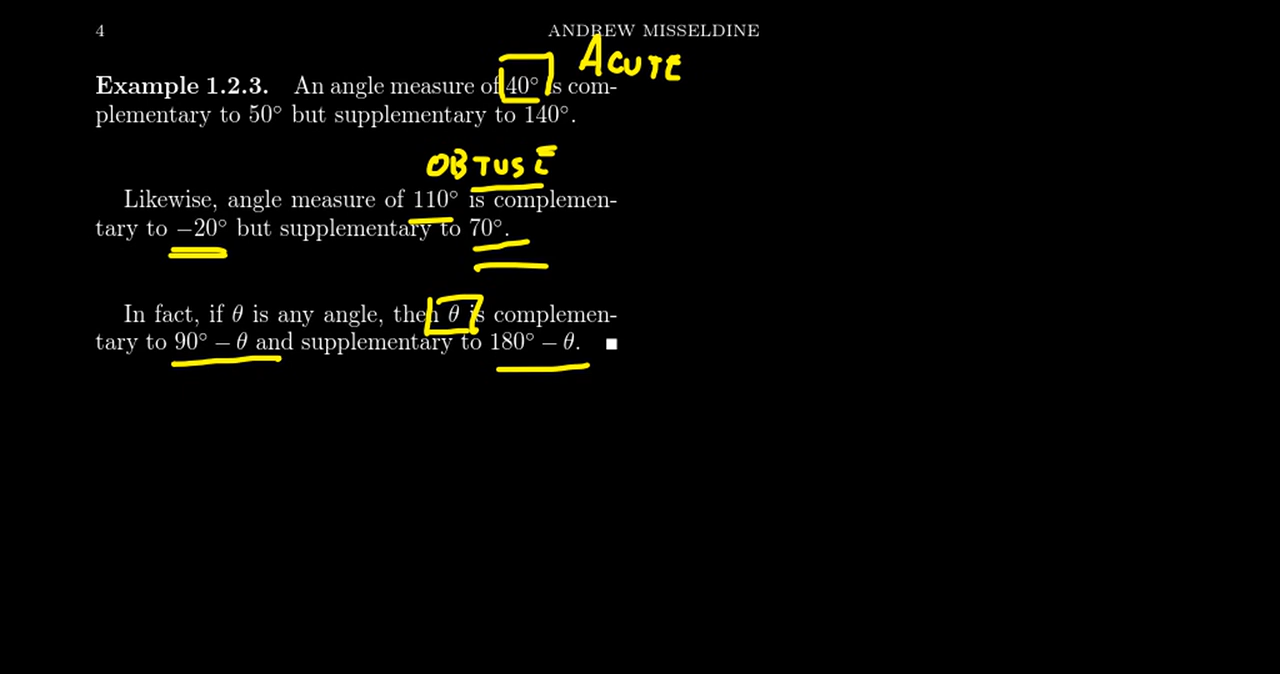 4 ANDREW MISSELDINE
ACUTE
Example 1.2.3. An angle measure of 40° is com-
plementary to 50° but supplementary to 140°.
OBTUSE
Likewise, angle measure of 110° is complemen-
tary to −20° but supplementary to 70°.
In fact, if θ is any angle, then θ is complemen-
tary to 90° − θ and supplementary to 180° − θ. ■